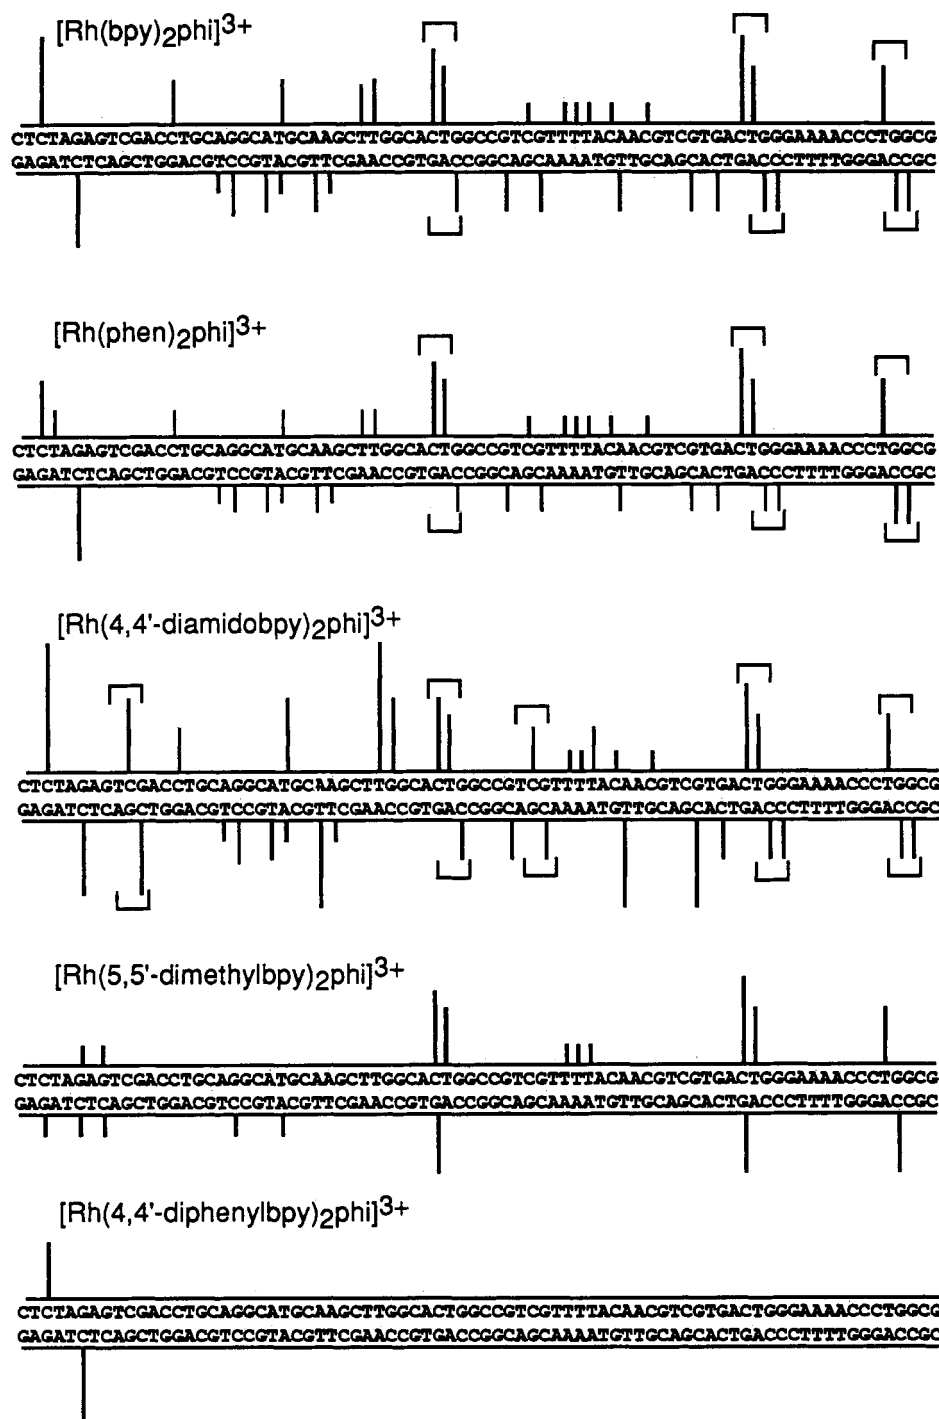 [Rh(bpy)2phi]3+
CTCTAGAGTCGACCTGCAGGCATGCAAGCTTGGCACTGGCCGTCGTTTTACAACGTCGTGACTGGGAAAACCCTGGCG
GAGATCTCAGCTGGACGTCCGTACGTTCGAACCGTGACCGGCAGCAAAATGTTGCAGCACTGACCCTTTTGGGACCGC
[Rh(phen)2phi]3+
CTCTAGAGTCGACCTGCAGGCATGCAAGCTTGGCACTGGCCGTCGTTTTACAACGTCGTGACTGGGAAAACCCTGGCG
GAGATCTCAGCTGGACGTCCGTACGTTCGAACCGTGACCGGCAGCAAAATGTTGCAGCACTGACCCTTTTGGGACCGC
[Rh(4,4'-diamidobpy)2phi]3+
CTCTAGAGTCGACCTGCAGGCATGCAAGCTTGGCACTGGCCGTCGTTTTACAACGTCGTGACTGGGAAAACCCTGGCG
GAGATCTCAGCTGGACGTCCGTACGTTCGAACCGTGACCGGCAGCAAAATGTTGCAGCACTGACCCTTTTGGGACCGC
[Rh(5,5'-dimethylbpy)2phi]3+
CTCTAGAGTCGACCTGCAGGCATGCAAGCTTGGCACTGGCCGTCGTTTTACAACGTCGTGACTGGGAAAACCCTGGCG
GAGATCTCAGCTGGACGTCCGTACGTTCGAACCGTGACCGGCAGCAAAATGTTGCAGCACTGACCCTTTTGGGACCGC
[Rh(4,4'-diphenylbpy)2phi]3+
CTCTAGAGTCGACCTGCAGGCATGCAAGCTTGGCACTGGCCGTCGTTTTACAACGTCGTGACTGGGAAAACCCTGGCG
GAGATCTCAGCTGGACGTCCGTACGTTCGAACCGTGACCGGCAGCAAAATGTTGCAGCACTGACCCTTTTGGGACCGC